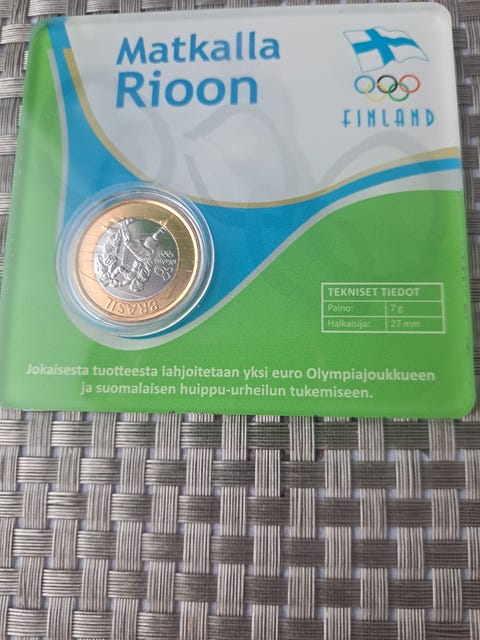 Matkalla
Rioon
FINLAND
BRASIL
TEKNISET TIEDOT
Paino: 7 g
Halkaisija: 27 mm
Jokaisesta tuotteesta lahjoitetaan yksi euro Olympiajoukkueen
ja suomalaisen huippu-urheilun tukemiseen.